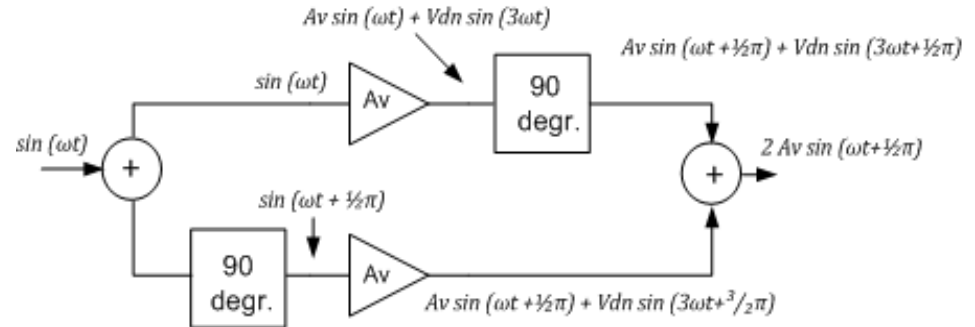 Av sin (ωt) + Vdn sin (3ωt)
Av sin (ωt +½π) + Vdn sin (3ωt+½π)
sin (ωt)
Av
90
degr.
sin (ωt)
+
+
2 Av sin (ωt+½π)
sin (ωt + ½π)
90
degr.
Av
Av sin (ωt +½π) + Vdn sin (3ωt+³/₂π)